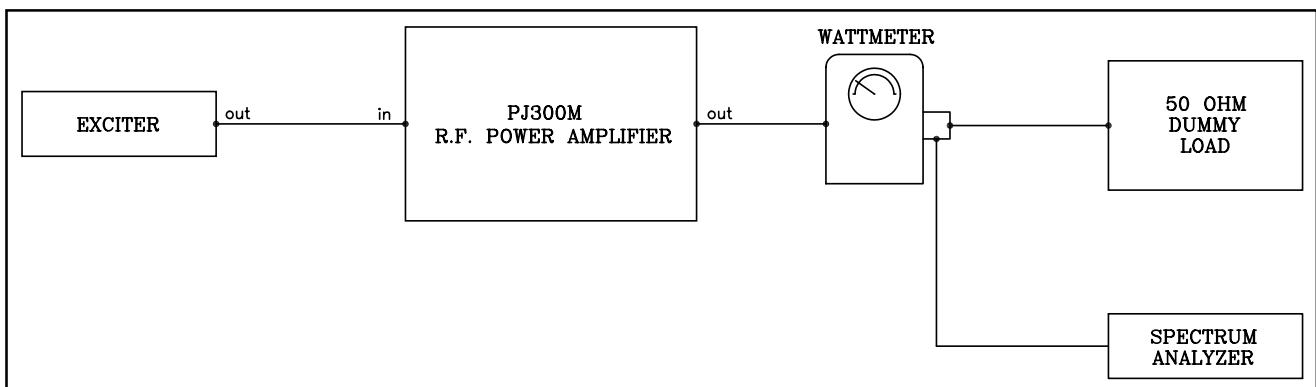 WATTMETER
EXCITER
out
in
PJ300M
R.F. POWER AMPLIFIER
out
50 OHM
DUMMY
LOAD
SPECTRUM
ANALYZER